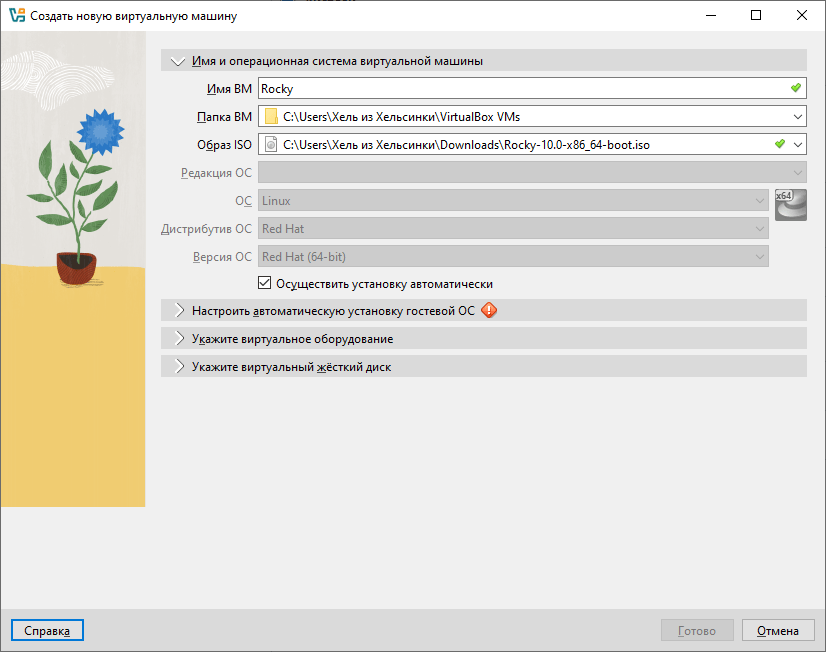 Создать новую виртуальную машину
Имя и операционная система виртуальной машины
Имя ВМ Rocky
Папка ВМ C:\Users\Хель из Хельсинки\VirtualBox VMs
Образ ISO C:\Users\Хель из Хельсинки\Downloads\Rocky-10.0-x86_64-boot.iso
Редакция ОС
ОС Linux x64
Дистрибутив ОС Red Hat
Версия ОС Red Hat (64-bit)
Осуществить установку автоматически
Настроить автоматическую установку гостевой ОС
Укажите виртуальное оборудование
Укажите виртуальный жёсткий диск
Справка Готово Отмена